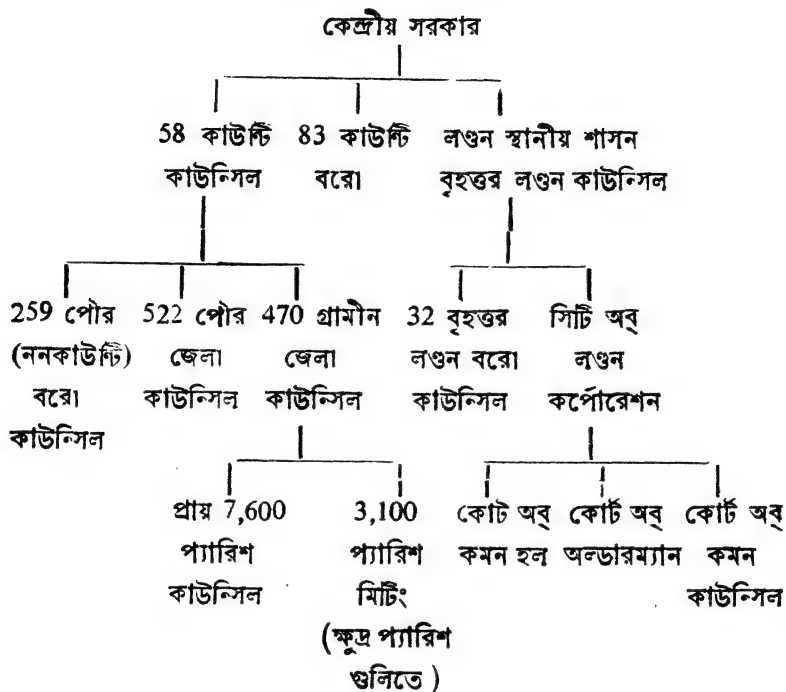 কেন্দ্রীয় সরকার
58 কাউন্টি 83 কাউন্টি লণ্ডন স্থানীয় শাসন
কাউন্সিল বরো বৃহত্তর লণ্ডন কাউন্সিল
259 পৌর 522 পৌর 470 গ্রামীন 32 বৃহত্তর সিটি অব্
(ননকাউন্টি) জেলা জেলা লণ্ডন বরো লণ্ডন
বরো কাউন্সিল কাউন্সিল কাউন্সিল কর্পোরেশন
কাউন্সিল
প্রায় 7,600 3,100 কোর্ট অব্ কোর্ট অব্ কোর্ট অব্
প্যারিশ প্যারিশ কমন হল অল্ডারম্যান কমন
কাউন্সিল মিটিং কাউন্সিল
(ক্ষুদ্র প্যারিশ
গুলিতে )